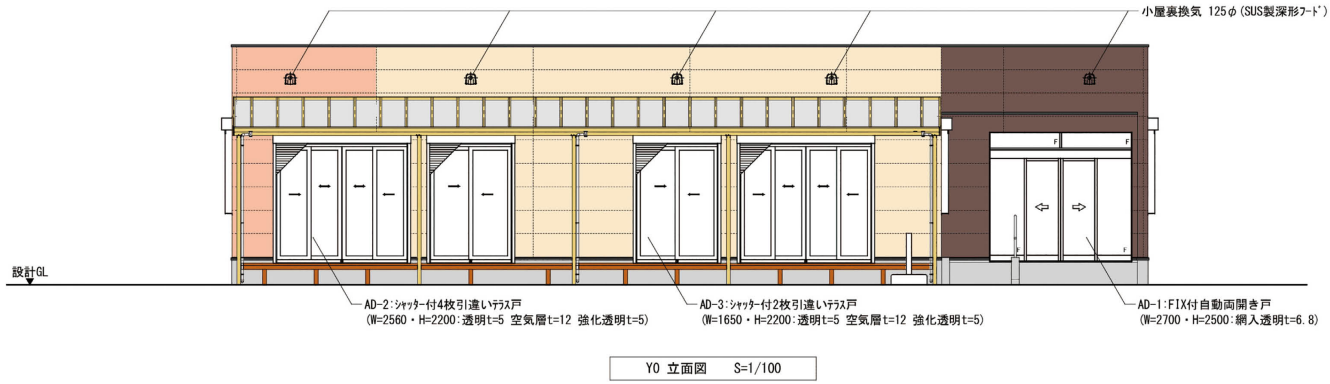 小屋裏換気 125φ(SUS製深形ﾌｰﾄﾞ)
F
F
F
F
設計GL
AD-2:ｼｬｯﾀｰ付4枚引違いﾃﾗｽ戸
(W=2560・H=2200:透明t=5 空気層t=12 強化透明t=5)
AD-3:ｼｬｯﾀｰ付2枚引違いﾃﾗｽ戸
(W=1650・H=2200:透明t=5 空気層t=12 強化透明t=5)
AD-1:FIX付自動両開き戸
(W=2700・H=2500:網入透明t=6.8)
Y0 立面図 S=1/100